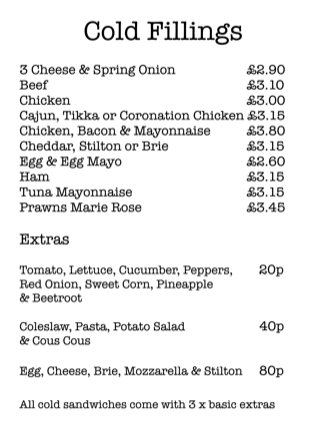 Cold Fillings
3 Cheese & Spring Onion £2.90
Beef £3.10
Chicken £3.00
Cajun, Tikka or Coronation Chicken £3.15
Chicken, Bacon & Mayonnaise £3.80
Cheddar, Stilton or Brie £3.15
Egg & Egg Mayo £2.60
Ham £3.15
Tuna Mayonnaise £3.15
Prawns Marie Rose £3.45
Extras
Tomato, Lettuce, Cucumber, Peppers, 20p
Red Onion, Sweet Corn, Pineapple
& Beetroot
Coleslaw, Pasta, Potato Salad 40p
& Cous Cous
Egg, Cheese, Brie, Mozzarella & Stilton 80p
All cold sandwiches come with 3 x basic extras